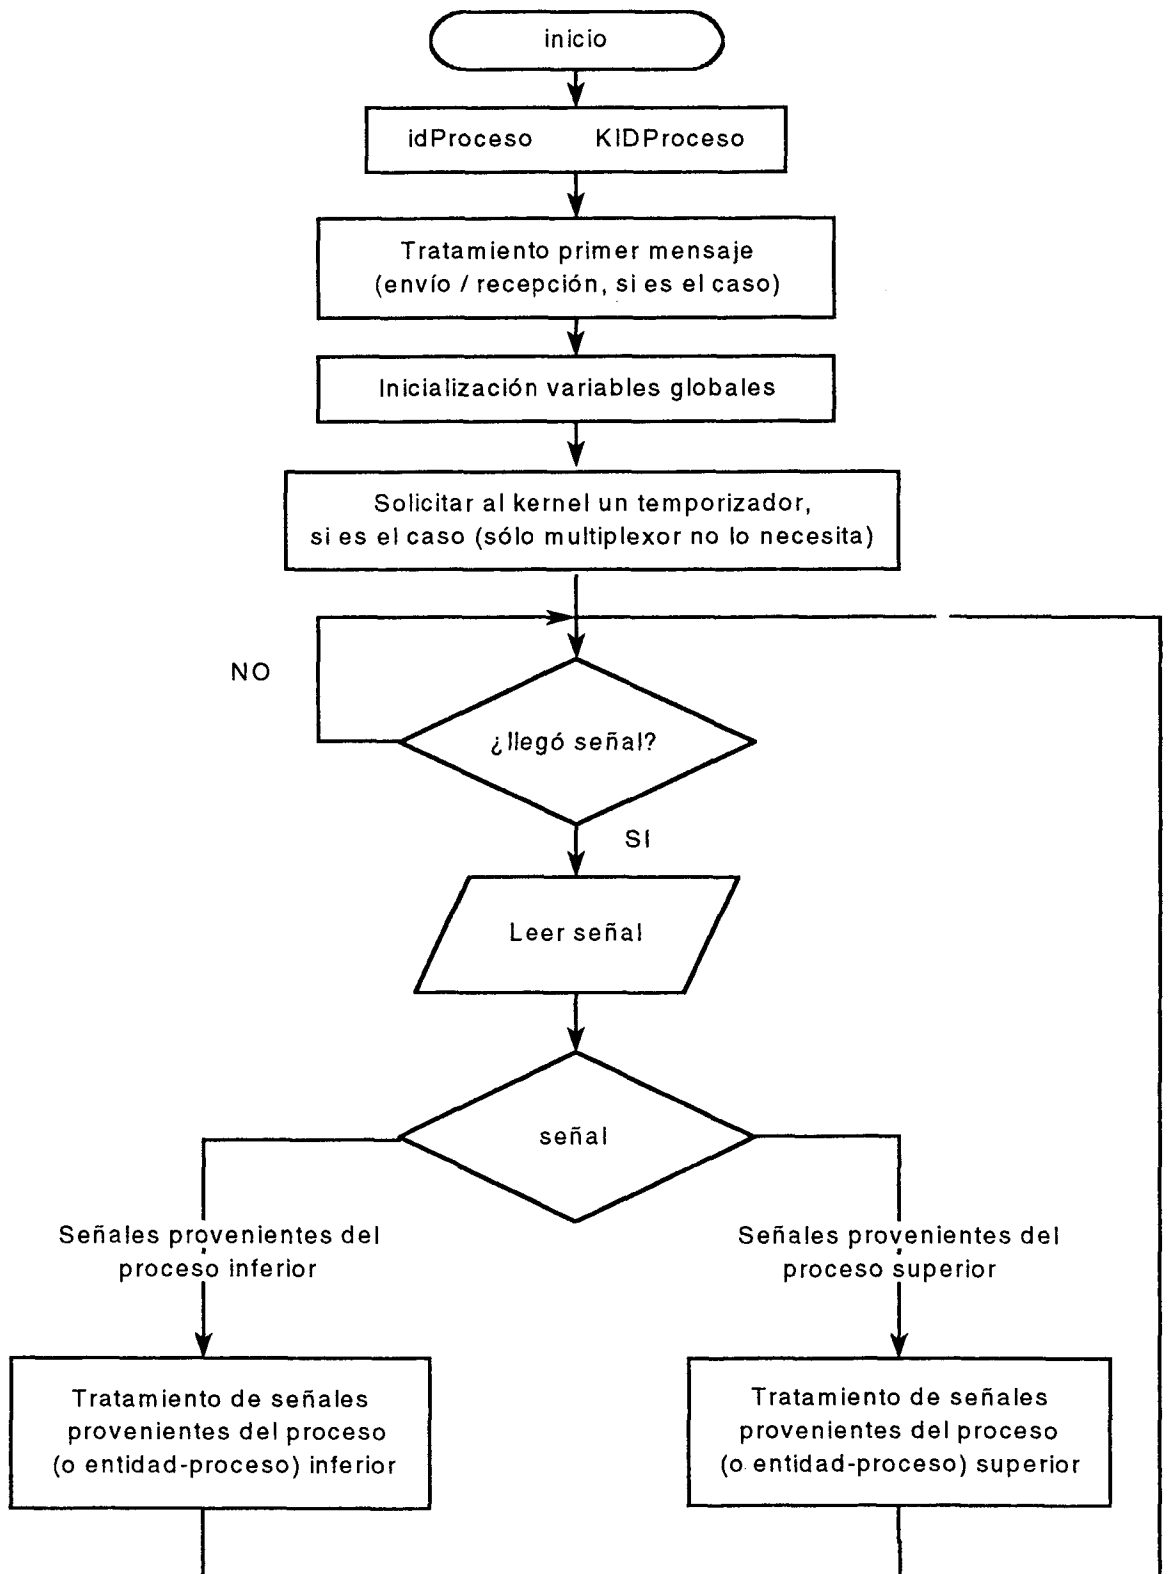 inicio
idProceso KIDProceso
Tratamiento primer mensaje
(envío / recepción, si es el caso)
Inicialización variables globales
Solicitar al kernel un temporizador,
si es el caso (sólo multiplexor no lo necesita)
NO
¿llegó señal?
SI
Leer señal
señal
Señales provenientes del
proceso inferior
Señales provenientes del
proceso superior
Tratamiento de señales
provenientes del proceso
(o entidad-proceso) inferior
Tratamiento de señales
provenientes del proceso
(o entidad-proceso) superior